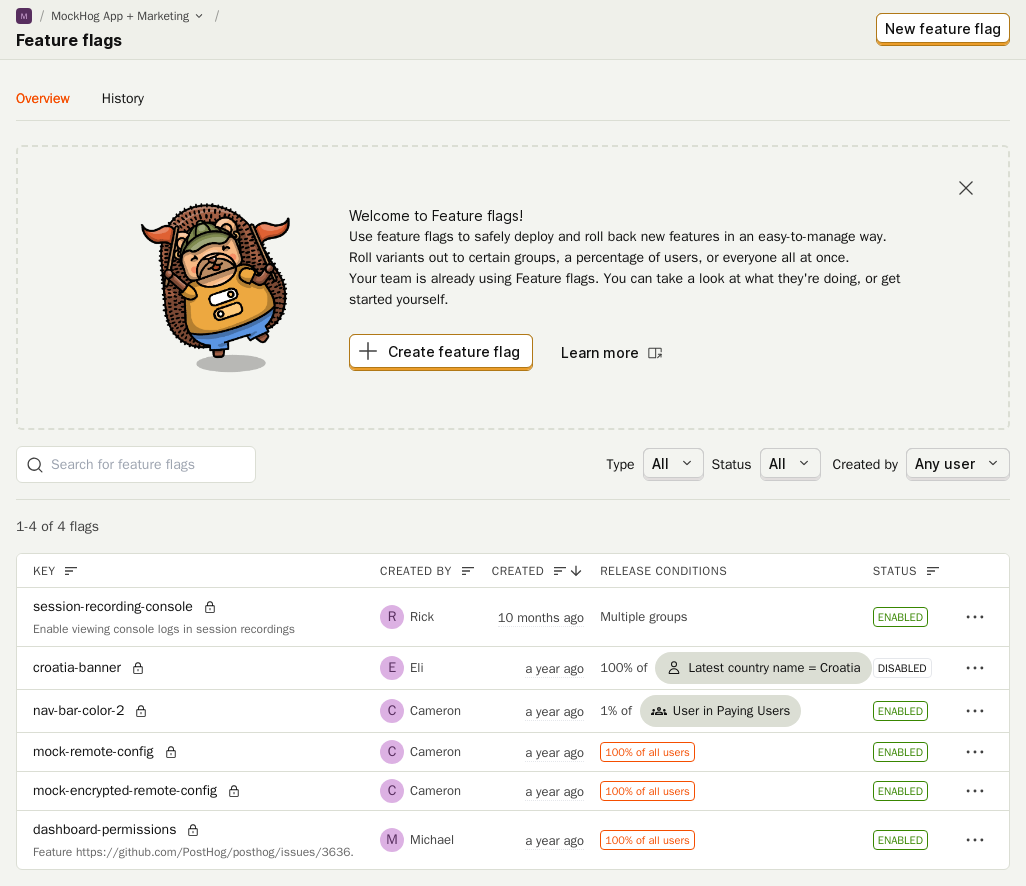 M / MockHog App + Marketing /
Feature flags
New feature flag
Overview History
Welcome to Feature flags!
Use feature flags to safely deploy and roll back new features in an easy-to-manage way.
Roll variants out to certain groups, a percentage of users, or everyone all at once.
Your team is already using Feature flags. You can take a look at what they're doing, or get
started yourself.
Create feature flag Learn more
Search for feature flags Type All Status All Created by Any user
1-4 of 4 flags
KEY CREATED BY CREATED RELEASE CONDITIONS STATUS
session-recording-console
Enable viewing console logs in session recordings
R Rick 10 months ago Multiple groups ENABLED
croatia-banner E Eli a year ago 100% of Latest country name = Croatia DISABLED
nav-bar-color-2 C Cameron a year ago 1% of User in Paying Users ENABLED
mock-remote-config C Cameron a year ago 100% of all users ENABLED
mock-encrypted-remote-config C Cameron a year ago 100% of all users ENABLED
dashboard-permissions
Feature https://github.com/PostHog/posthog/issues/3636.
M Michael a year ago 100% of all users ENABLED